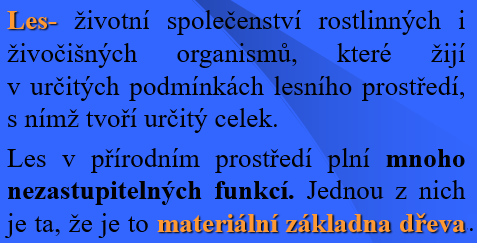 Les- životní společenství rostlinných i
živočišných organismů, které žijí
v určitých podmínkách lesního prostředí,
s nímž tvoří určitý celek.
Les v přírodním prostředí plní mnoho
nezastupitelných funkcí. Jednou z nich
je ta, že je to materiální základna dřeva.